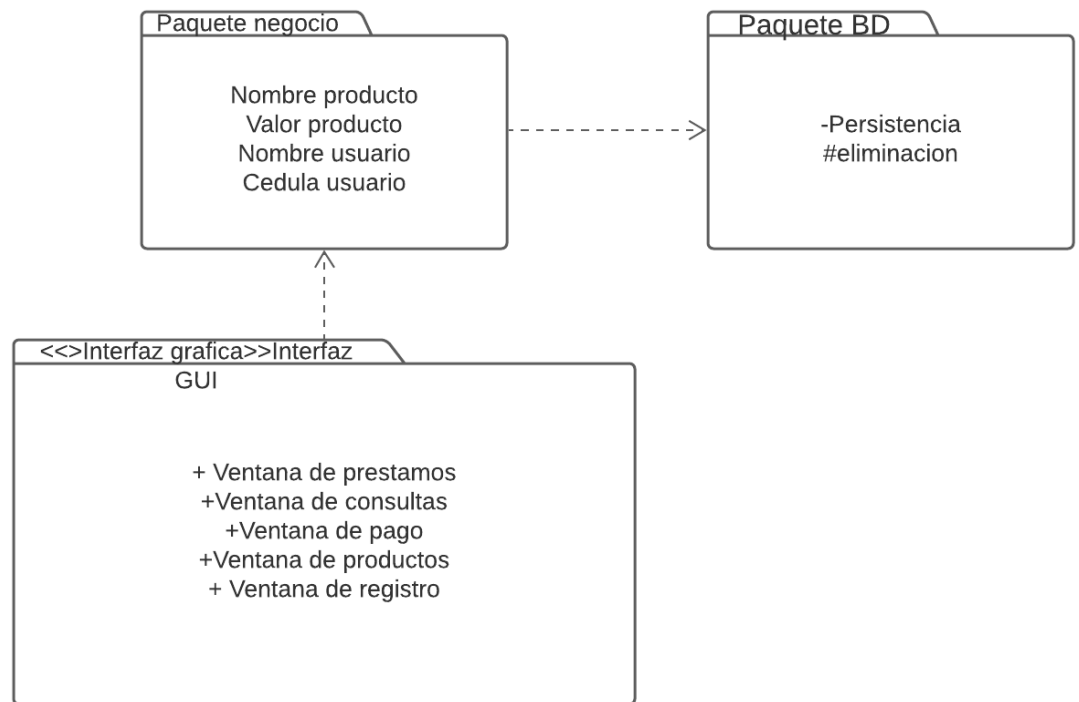 Paquete negocio
Nombre producto
Valor producto
Nombre usuario
Cedula usuario
Paquete BD
-Persistencia
#eliminacion
<<>Interfaz grafica>>Interfaz
GUI
+ Ventana de prestamos
+Ventana de consultas
+Ventana de pago
+Ventana de productos
+ Ventana de registro